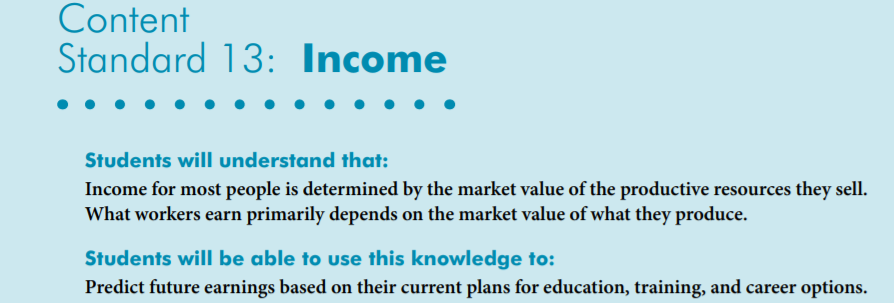 Content
Standard 13: Income
Students will understand that:
Income for most people is determined by the market value of the productive resources they sell.
What workers earn primarily depends on the market value of what they produce.
Students will be able to use this knowledge to:
Predict future earnings based on their current plans for education, training, and career options.